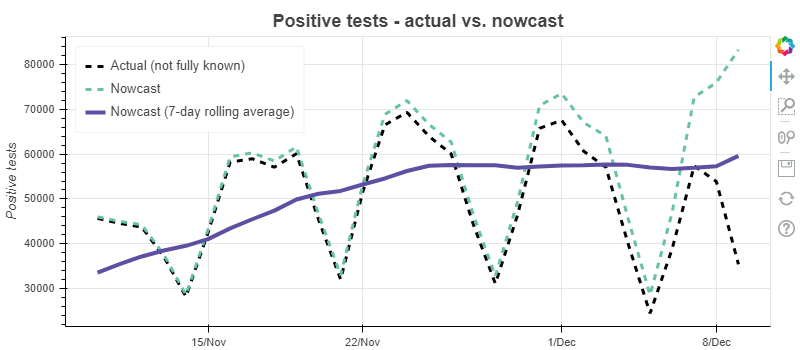 Positive tests - actual vs. nowcast
Actual (not fully known)
Nowcast
Nowcast (7-day rolling average)
Positive tests
80000
70000
60000
50000
40000
30000
15/Nov
22/Nov
1/Dec
8/Dec